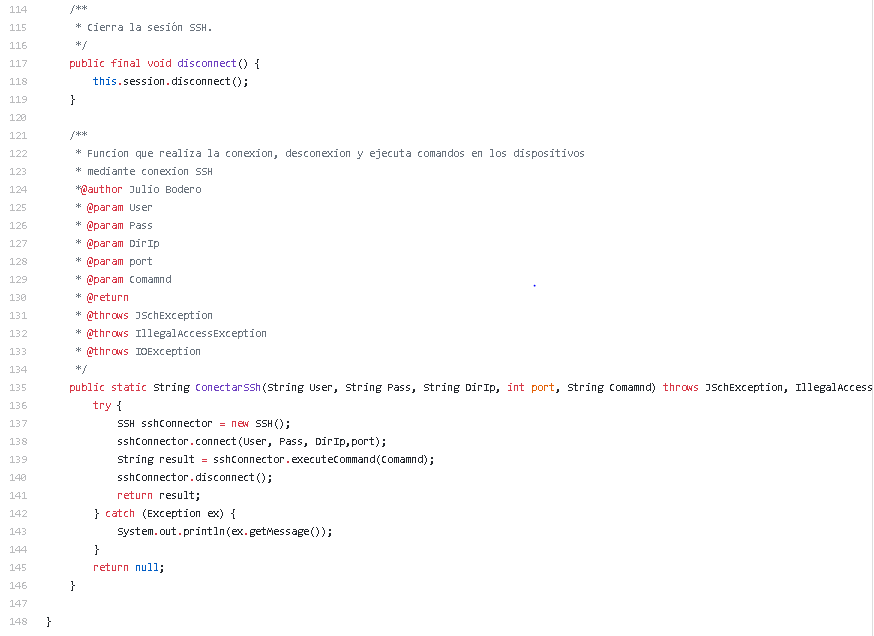 114 /**
115 * Cierra la sesión SSH.
116 */
117 public final void disconnect() {
118 this.session.disconnect();
119 }
120
121 /**
122 * Funcion que realiza la conexion, desconexion y ejecuta comandos en los dispositivos
123 * mediante conexion SSH
124 *@author Julio Bodero
125 * @param User
126 * @param Pass
127 * @param DirIp
128 * @param port
129 * @param Comamnd
130 * @return
131 * @throws JSchException
132 * @throws IllegalAccessException
133 * @throws IOException
134 */
135 public static String ConectarSSh(String User, String Pass, String DirIp, int port, String Comamnd) throws JSchException, IllegalAccess
136 try {
137 SSH sshConnector = new SSH();
138 sshConnector.connect(User, Pass, DirIp,port);
139 String result = sshConnector.executeCommand(Comamnd);
140 sshConnector.disconnect();
141 return result;
142 } catch (Exception ex) {
143 System.out.println(ex.getMessage());
144 }
145 return null;
146 }
147
148 }